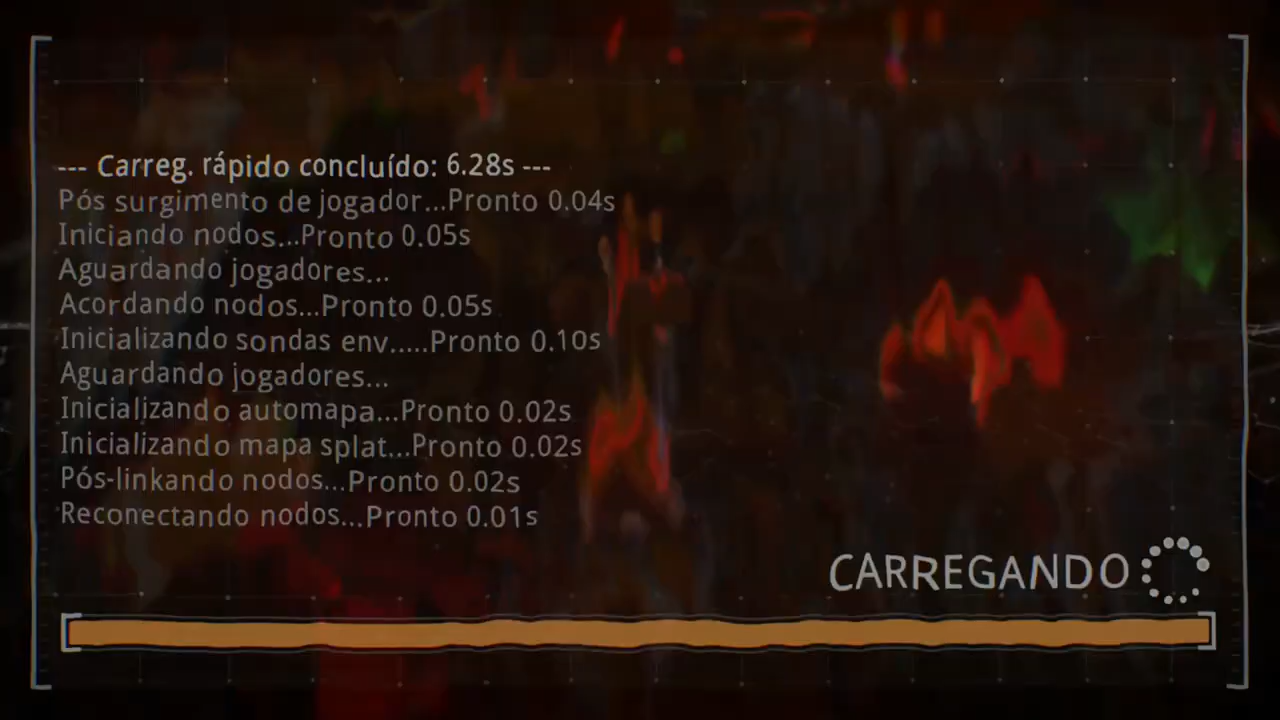 --- Carreg. rápido concluído: 6.28s ---
Pós surgimento de jogador...Pronto 0.04s
Iniciando nodos...Pronto 0.05s
Aguardando jogadores...
Acordando nodos...Pronto 0.05s
Inicializando sondas env.....Pronto 0.10s
Aguardando jogadores...
Inicializando automapa...Pronto 0.02s
Inicializando mapa splat...Pronto 0.02s
Pós-linkando nodos...Pronto 0.02s
Reconectando nodos...Pronto 0.01s
CARREGANDO